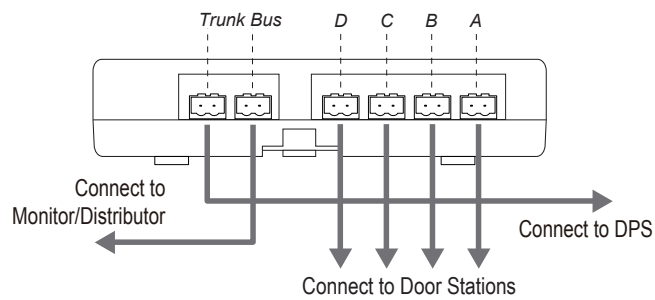 Trunk Bus D C B A
Connect to
Monitor/Distributor
Connect to DPS
Connect to Door Stations